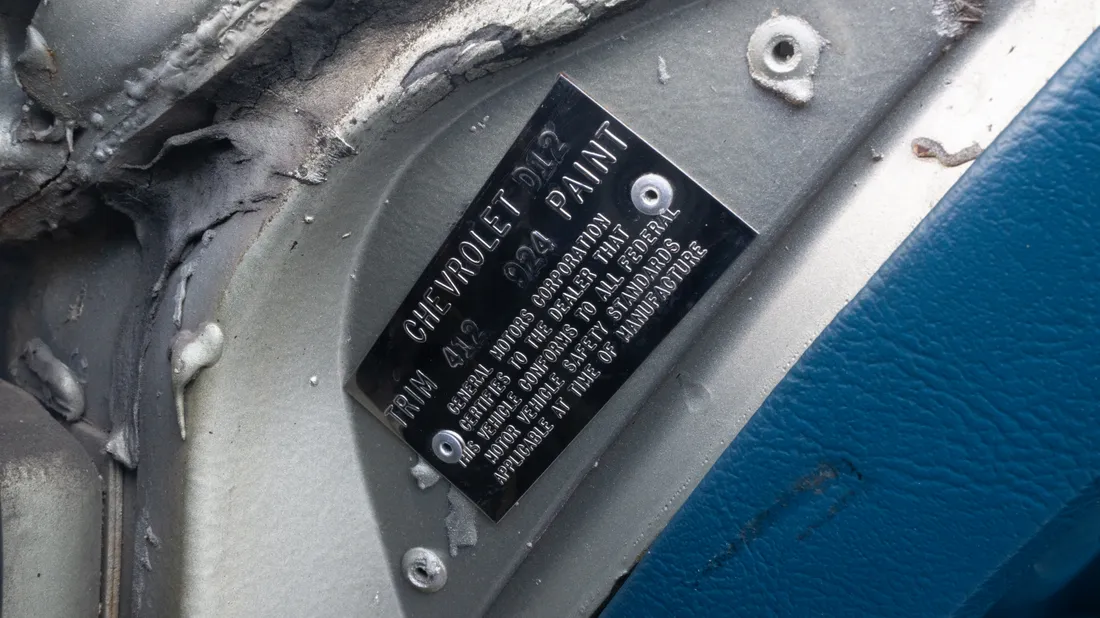 CHEVROLET D12
TRIM 412 924 PAINT
GENERAL MOTORS CORPORATION
CERTIFIES TO THE DEALER THAT
THIS VEHICLE CONFORMS TO ALL FEDERAL
MOTOR VEHICLE SAFETY STANDARDS
APPLICABLE AT TIME OF MANUFACTURE